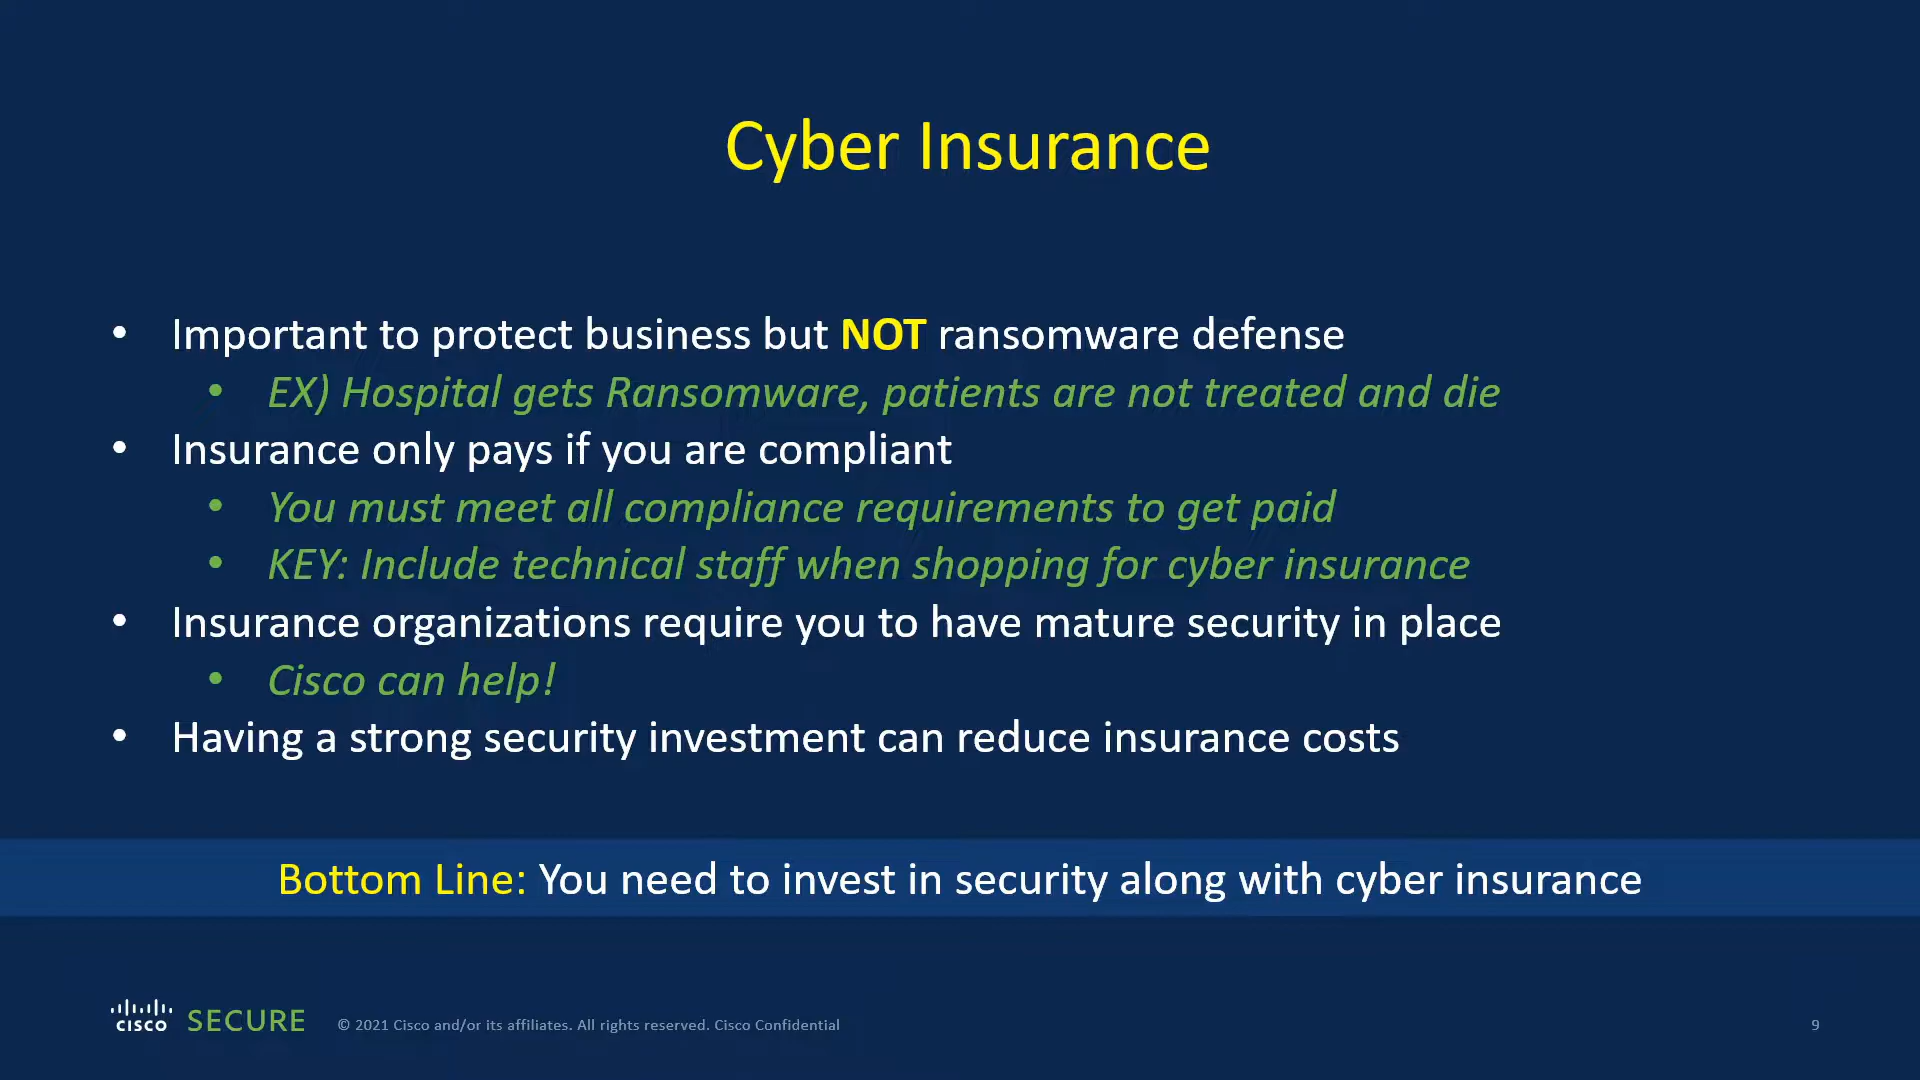 Cyber Insurance
• Important to protect business but NOT ransomware defense
• EX) Hospital gets Ransomware, patients are not treated and die
• Insurance only pays if you are compliant
• You must meet all compliance requirements to get paid
• KEY: Include technical staff when shopping for cyber insurance
• Insurance organizations require you to have mature security in place
• Cisco can help!
• Having a strong security investment can reduce insurance costs
Bottom Line: You need to invest in security along with cyber insurance
CISCO SECURE © 2021 Cisco and/or its affiliates. All rights reserved. Cisco Confidential 9